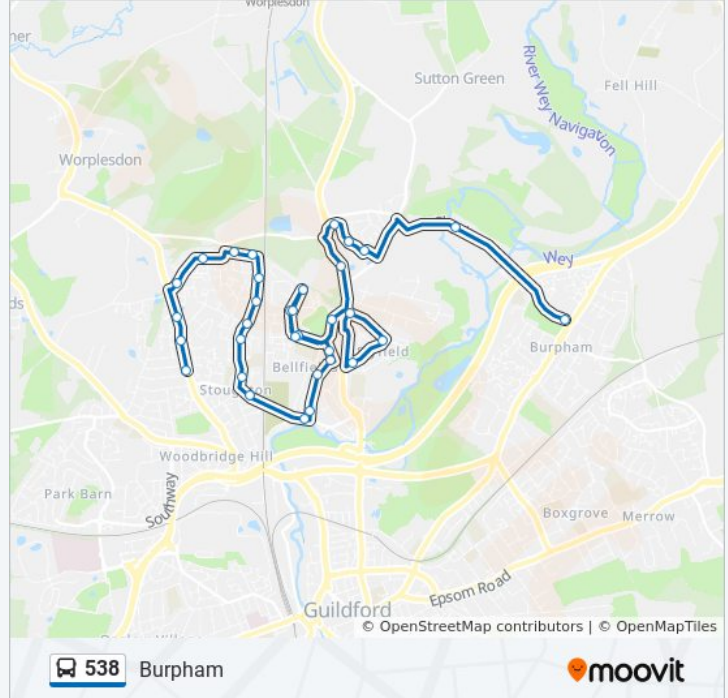 Worplesdon
Sutton Green
River Wey Navigation
Fell Hill
Worplesdon
Wey
Burpham
Stoughton
Woodbridge Hill
Park Barn
Southway
Boxgrove
Merrow
Epsom Road
Guildford
© OpenStreetMap contributors | © OpenMapTiles
538 Burpham
moovit